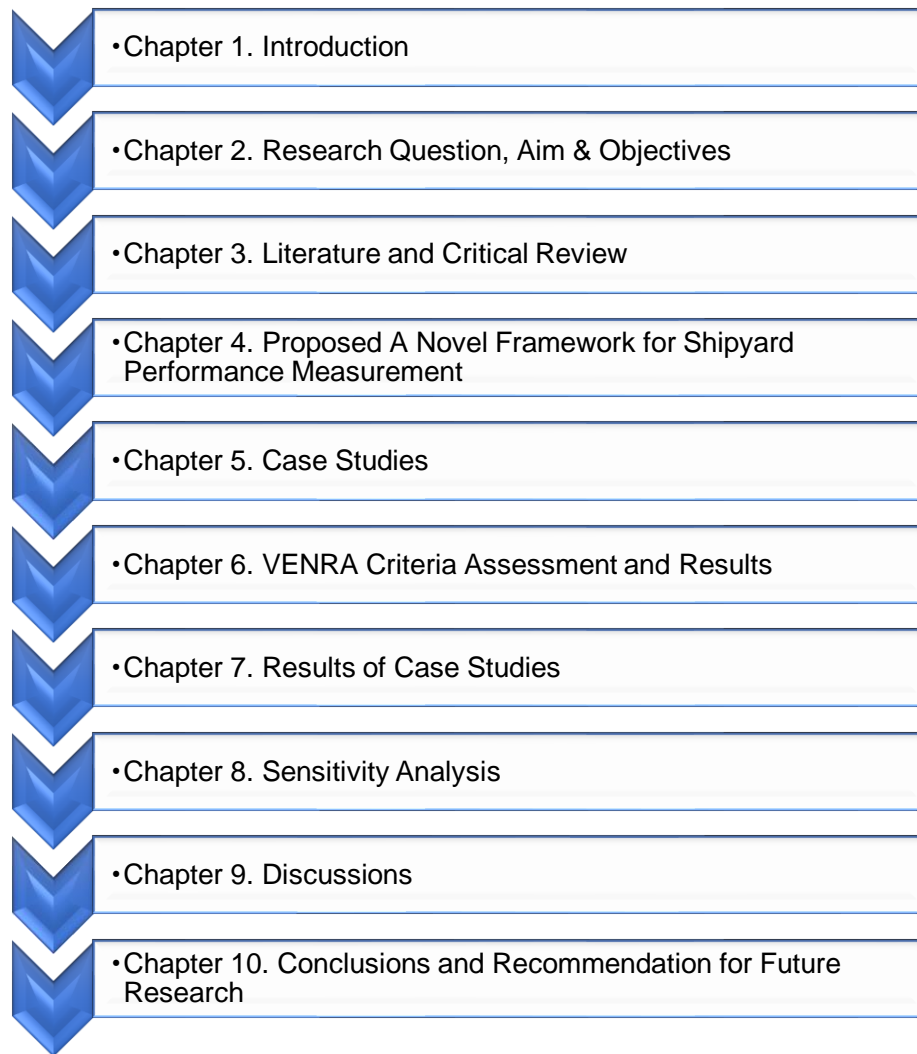 •Chapter 1. Introduction
•Chapter 2. Research Question, Aim & Objectives
•Chapter 3. Literature and Critical Review
•Chapter 4. Proposed A Novel Framework for Shipyard
Performance Measurement
•Chapter 5. Case Studies
•Chapter 6. VENRA Criteria Assessment and Results
•Chapter 7. Results of Case Studies
•Chapter 8. Sensitivity Analysis
•Chapter 9. Discussions
•Chapter 10. Conclusions and Recommendation for Future
Research